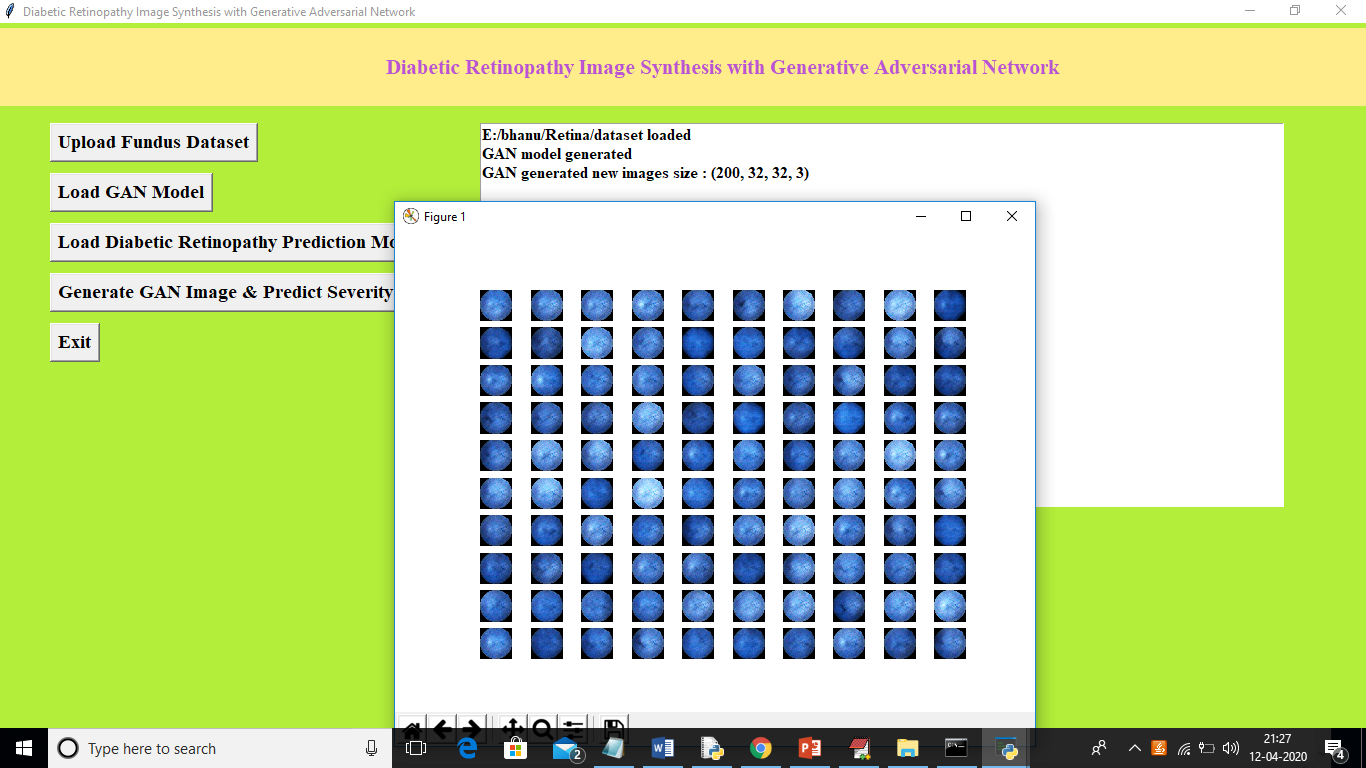 Diabetic Retinopathy Image Synthesis with Generative Adversarial Network
Diabetic Retinopathy Image Synthesis with Generative Adversarial Network
Upload Fundus Dataset
Load GAN Model
Load Diabetic Retinopathy Prediction
Generate GAN Image & Predict Severity
Exit
E:/bhanu/Retina/dataset loaded
GAN model generated
GAN generated new images size : (200, 32, 32, 3)
Figure 1
Type here to search
2
21:27
12-04-2020
4